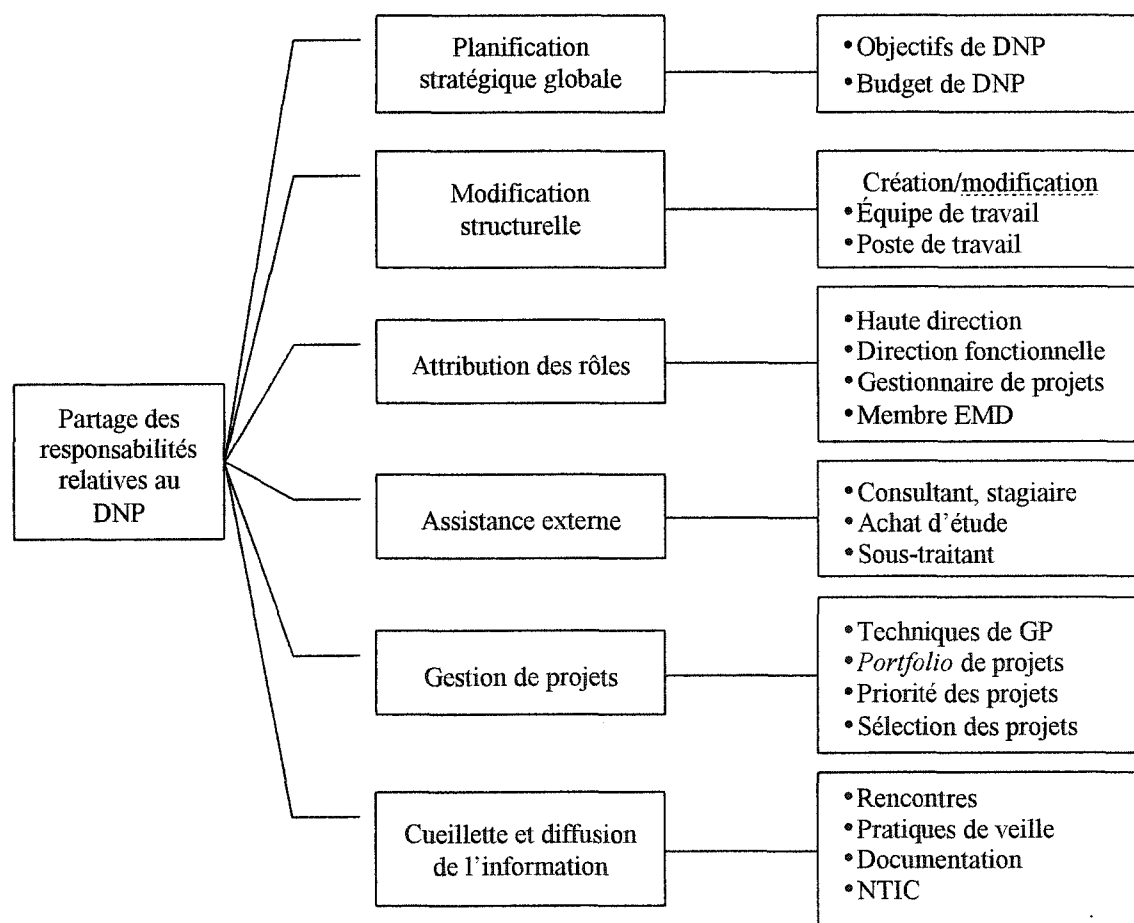 Planification
stratégique globale
•Objectifs de DNP
•Budget de DNP
Modification
structurelle
Création/modification
•Équipe de travail
•Poste de travail
Partage des
responsabilités
relatives au
DNP
Attribution des rôles
•Haute direction
•Direction fonctionnelle
•Gestionnaire de projets
•Membre EMD
Assistance externe
•Consultant, stagiaire
•Achat d'étude
•Sous-traitant
Gestion de projets
•Techniques de GP
•Portfolio de projets
•Priorité des projets
•Sélection des projets
Cueillette et diffusion
de l'information
•Rencontres
•Pratiques de veille
•Documentation
•NTIC